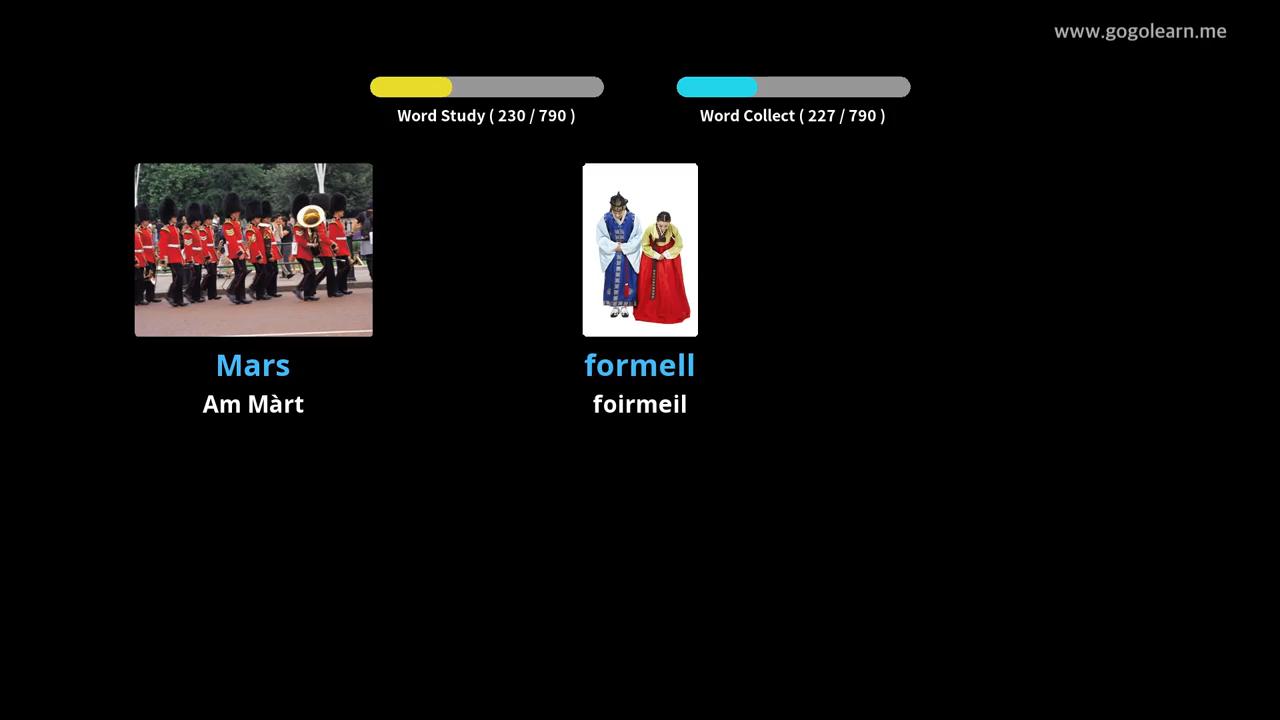 www.gogolearn.me
Word Study ( 230 / 790 )
Word Collect ( 227 / 790 )
Mars
Am Màrt
formell
foirmeil